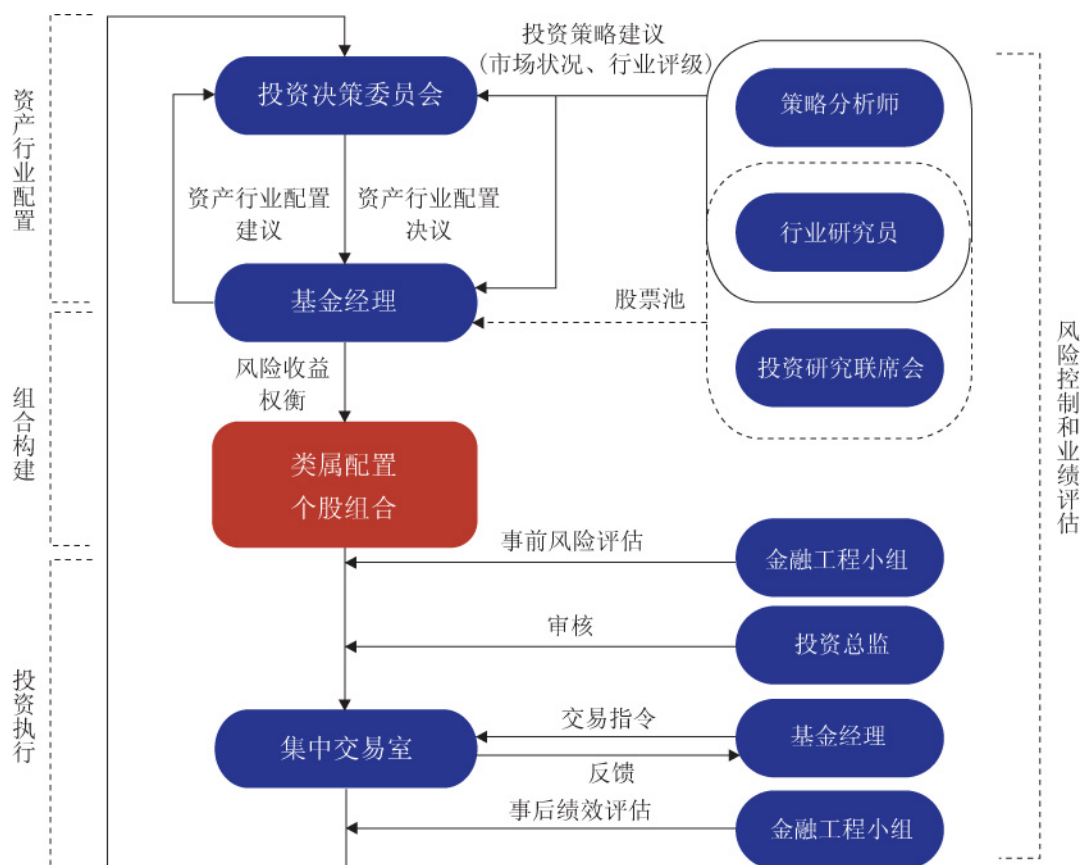 投资策略建议
(市场状况、行业评级)
投资决策委员会
策略分析师
资产行业配置
资产行业配置
建议
资产行业配置
决议
行业研究员
基金经理
股票池
投资研究联席会
风险收益
权衡
组合构建
类属配置
个股组合
风险控制和业绩评估
事前风险评估
金融工程小组
审核
投资总监
投资执行
集中交易室
交易指令
反馈
基金经理
事后绩效评估
金融工程小组